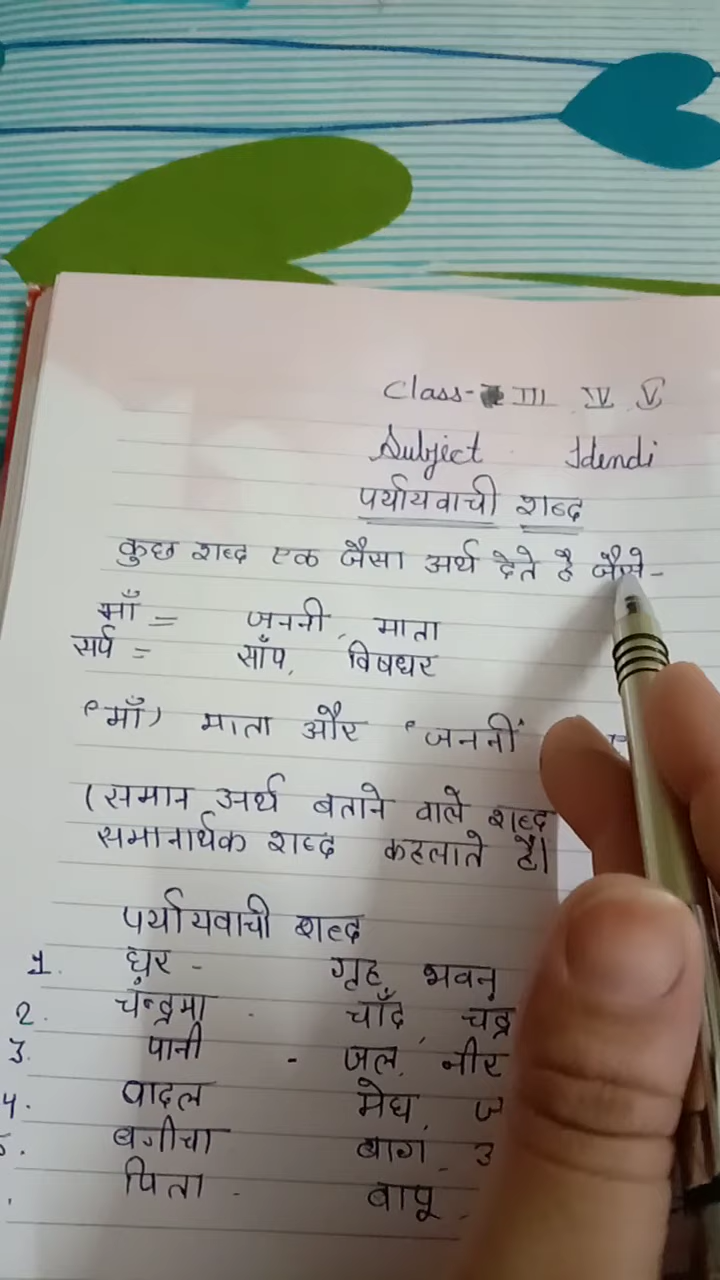 Class- III IV V
Subject Hendi
पर्यायवाची शब्द
कुछ शब्द एक जैसा अर्थ देते है जैसे-
माँ = जननी, माता
सर्प = साँप, विषधर
(माँ) माता और 'जननीं
(समान अर्थ बताने वाले शब्द
समानार्थक शब्द कहलाते हैं।
पर्यायवाची शब्द
1. घर - गृह, भवन
2. चन्द्रमा - चाँद, चंद्र
3. पानी - जल, नीर
4. बादल मेघ,
बगीचा बाग,
पिता - बापू,